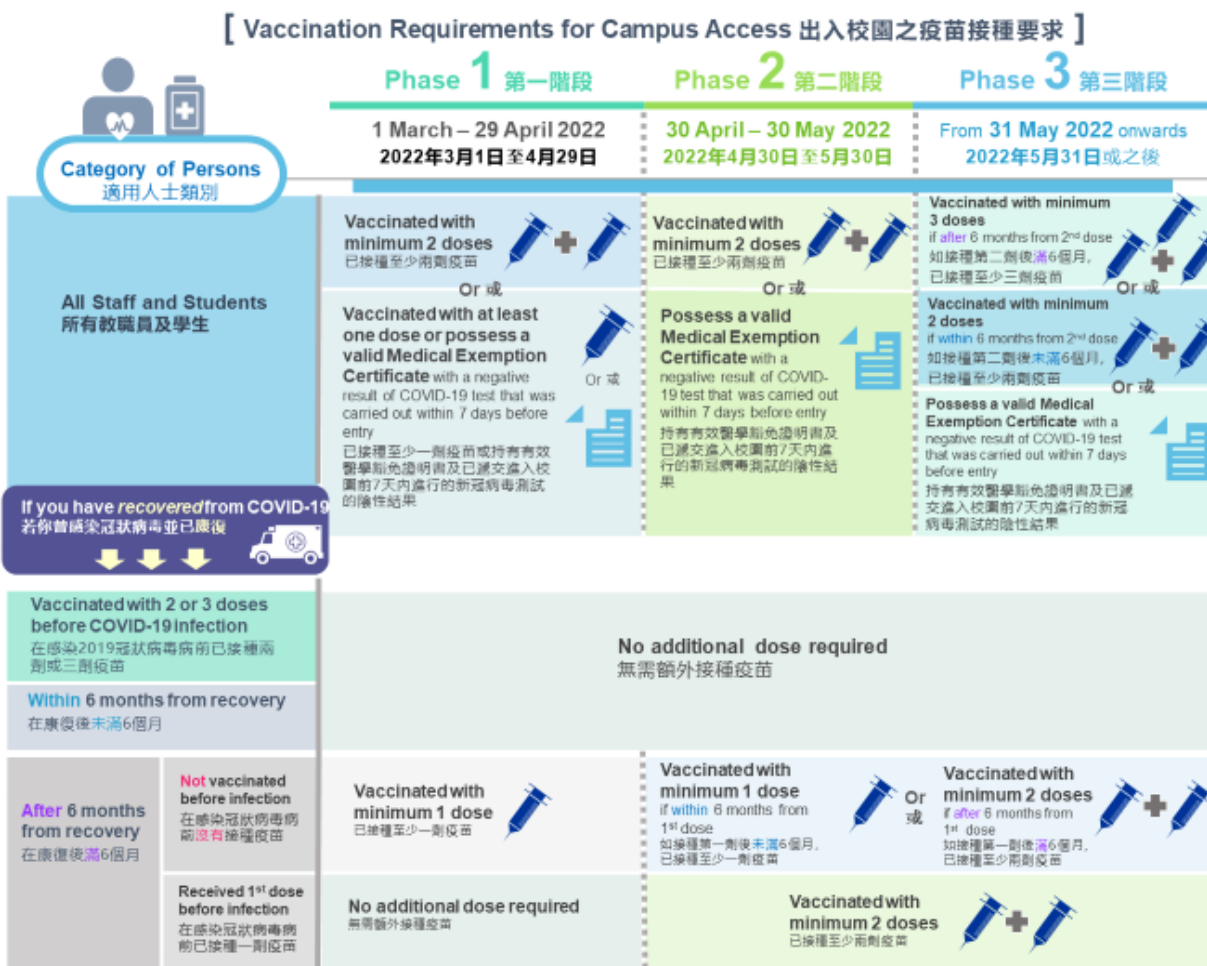 [ Vaccination Requirements for Campus Access 出入校園之疫苗接種要求 ]
Phase 1 第一階段
Phase 2 第二階段
Phase 3 第三階段
Category of Persons
適用人士類別
1 March – 29 April 2022
2022年3月1日至4月29日
30 April – 30 May 2022
2022年4月30日至5月30日
From 31 May 2022 onwards
2022年5月31日或之後
All Staff and Students
所有教職員及學生
Vaccinated with
minimum 2 doses
已接種至少兩劑疫苗
Or 或
Vaccinated with at least
one dose or possess a
valid Medical Exemption
Certificate with a negative
result of COVID-19 test that was
carried out within 7 days before
entry
已接種至少一劑疫苗或持有有效
醫學豁免證明書及已遞交進入校
園前7天內進行的新冠病毒測試
的陰性結果
Or 或
Vaccinated with
minimum 2 doses
已接種至少兩劑疫苗
Or 或
Possess a valid
Medical Exemption
Certificate with a
negative result of COVID-
19 test that was carried out
within 7 days before entry
持有有效醫學豁免證明書及
已遞交進入校園前7天內進
行的新冠病毒測試的陰性結
果
Vaccinated with minimum
3 doses
if after 6 months from 2nd dose
如接種第二劑後滿6個月,
已接種至少三劑疫苗
Or 或
Vaccinated with minimum
2 doses
if within 6 months from 2nd dose
如接種第二劑後未滿6個月,
已接種至少兩劑疫苗
Or 或
Possess a valid Medical
Exemption Certificate with a
negative result of COVID-19 test
that was carried out within 7 days
before entry
持有有效醫學豁免證明書及已遞
交進入校園前7天內進行的新冠
病毒測試的陰性結果
If you have recovered from COVID-19
若你曾感染冠狀病毒並已康復
Vaccinated with 2 or 3 doses
before COVID-19 infection
在感染2019冠狀病毒病前已接種兩
劑或三劑疫苗
Within 6 months from recovery
在康復後未滿6個月
No additional dose required
無需額外接種疫苗
After 6 months
from recovery
在康復後滿6個月
Not vaccinated
before infection
在感染冠狀病毒病
前沒有接種疫苗
Vaccinated with
minimum 1 dose
已接種至少一劑疫苗
Vaccinated with
minimum 1 dose
if within 6 months from
1st dose
如接種第一劑後未滿6個月,
已接種至少一劑疫苗
Or
或
Vaccinated with
minimum 2 doses
if after 6 months from
1st dose
如接種第一劑後滿6個月,
已接種至少兩劑疫苗
Received 1st dose
before infection
在感染冠狀病毒病
前已接種一劑疫苗
No additional dose required
無需額外接種疫苗
Vaccinated with
minimum 2 doses
已接種至少兩劑疫苗